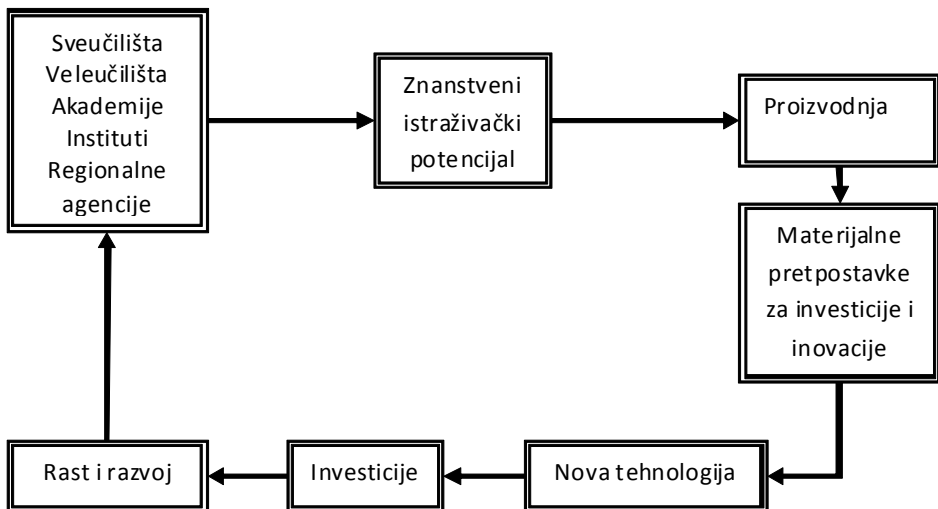 Sveučilišta
Veleučilišta
Akademije
Instituti
Regionalne
agencije
Znanstveni
istraživački
potencijal
Proizvodnja
Materijalne
pretpostavke
za investicije i
inovacije
Nova tehnologija
Investicije
Rast i razvoj